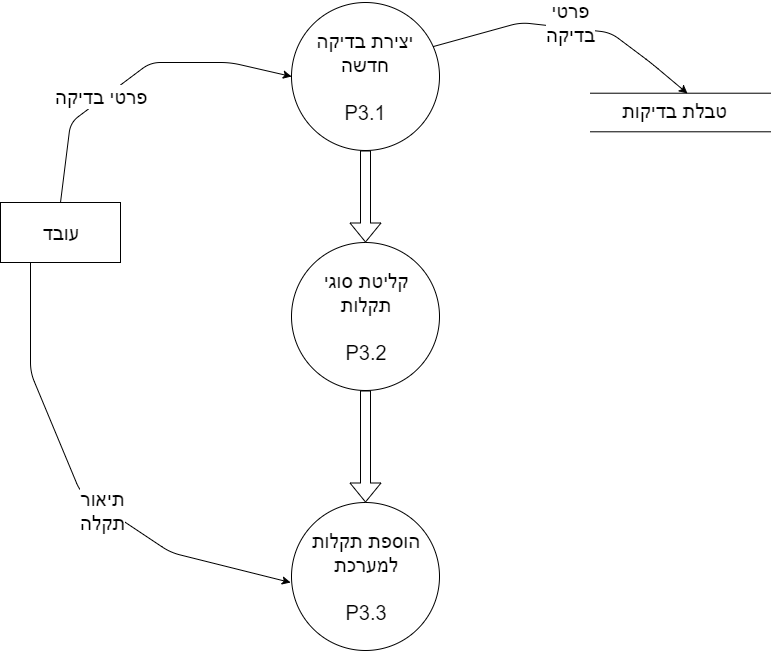 יצירת בדיקה
חדשה
P3.1
פרטי
בדיקה
טבלת בדיקות
פרטי בדיקה
עובד
קליטת סוגי
תקלות
P3.2
תיאור
תקלה
הוספת תקלות
למערכת
P3.3